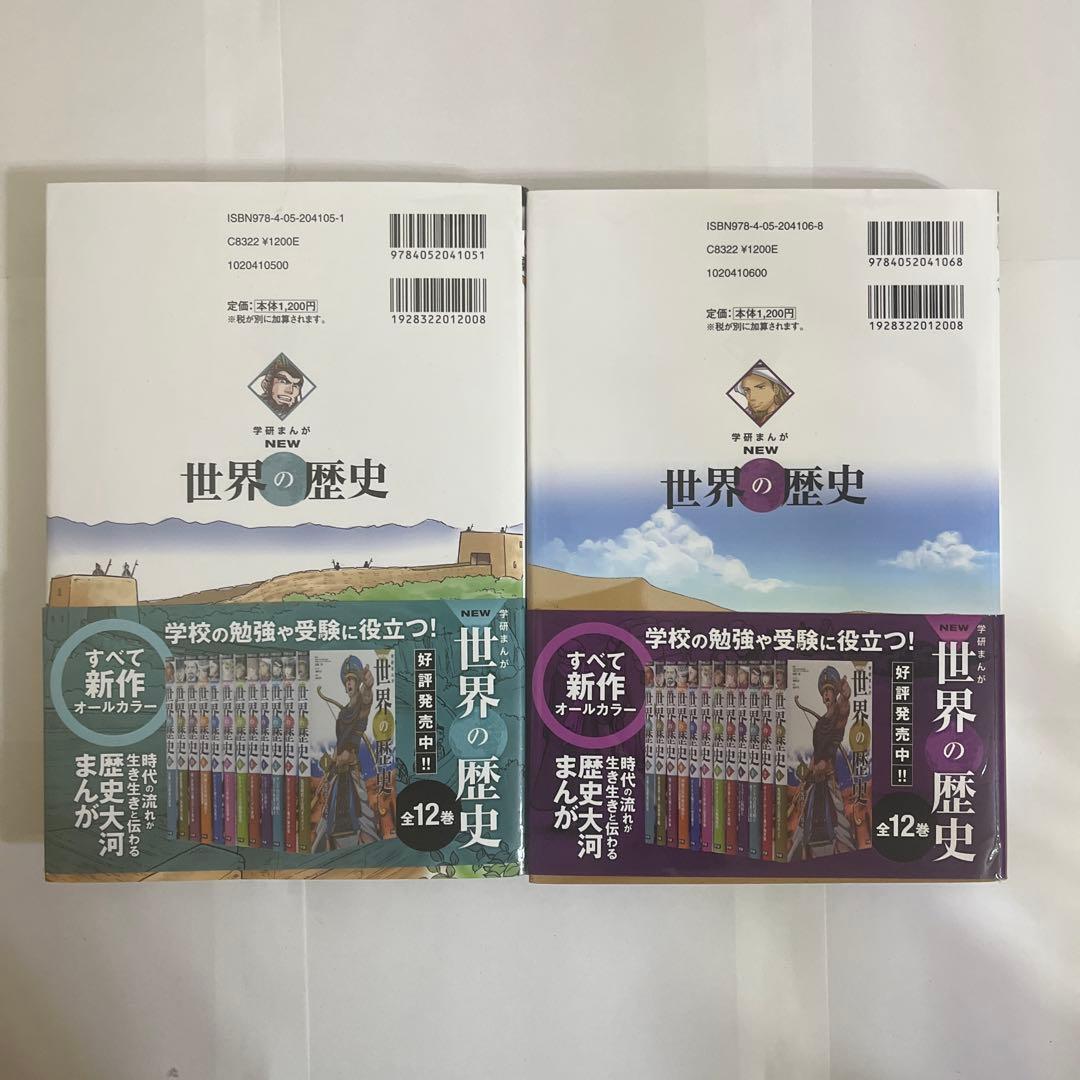 ISBN978-4-05-204105-1
C8322 ¥1200E
1020410500
9784052041051
定価：本体1,200円
※税が別に加算されます。
1928322012008
学研まんが
NEW
世界の歴史
学校の勉強や受験に役立つ！
すべて
新作
オールカラー
時代の流れが
生き生きと伝わる
歴史大河
まんが
世界の歴史
好評発売中!!
全12巻
学研まんが
NEW
世界の歴史
ISBN978-4-05-204106-8
C8322 ¥1200E
1020410600
9784052041068
定価：本体1,200円
※税が別に加算されます。
1928322012008
学研まんが
NEW
世界の歴史
学校の勉強や受験に役立つ！
すべて
新作
オールカラー
時代の流れが
生き生きと伝わる
歴史大河
まんが
世界の歴史
好評発売中!!
全12巻
学研まんが
NEW
世界の歴史